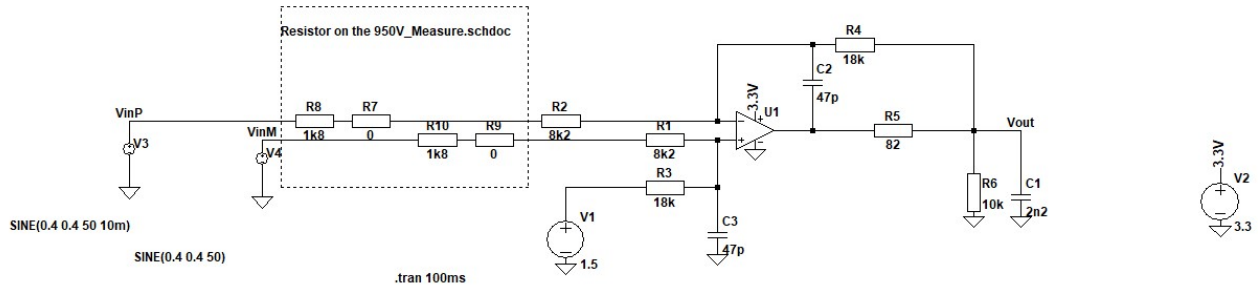 Resistor on the 950V_Measure.schdoc
R4
18k
C2
47p
3.3V
U1
VinP
R8
1k8
R7
0
R2
8k2
V3
VinM
V4
R10
1k8
R9
0
R1
8k2
R5
82
Vout
R3
18k
V1
1.5
C3
47p
R6
10k
C1
2n2
3.3V
V2
3.3
SINE(0.4 0.4 50 10m)
SINE(0.4 0.4 50)
.tran 100ms